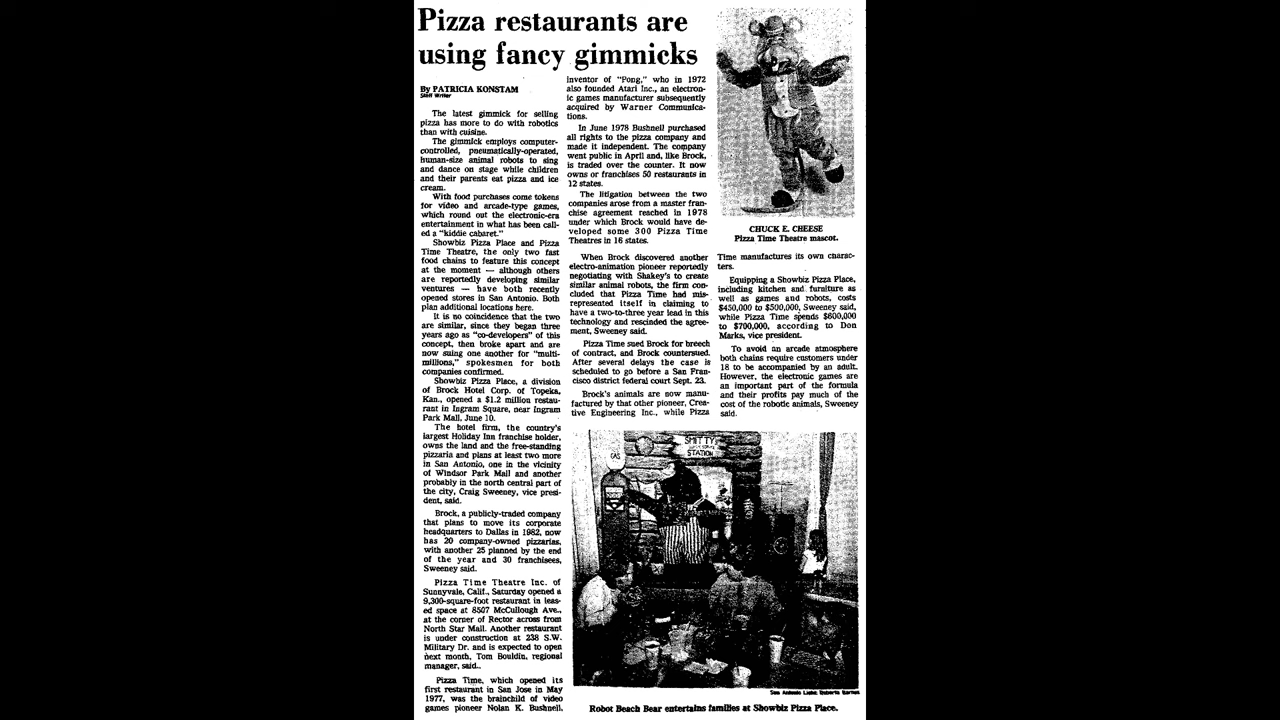 Pizza restaurants are
using fancy gimmicks
By PATRICIA KONSTAM
Staff Writer
The latest gimmick for selling
pizza has more to do with robotics
than with cuisine.
The gimmick employs computer-
controlled, pneumatically-operated,
human-size animal robots to sing
and dance on stage while children
and their parents eat pizza and ice
cream.
With food purchases come tokens
for video and arcade-type games,
which round out the electronic-era
entertainment in what has been call-
ed a "kiddie cabaret."
Showbiz Pizza Place and Pizza
Time Theatre, the only two fast
food chains to feature this concept
at the moment — although others
are reportedly developing similar
ventures — have both recently
opened stores in San Antonio. Both
plan additional locations here.
It is no coincidence that the two
are similar, since they began three
years ago as "co-developers" of this
concept, then broke apart and are
now suing one another for "multi-
millions," spokesmen for both
companies confirmed.
Showbiz Pizza Place, a division
of Brock Hotel Corp. of Topeka,
Kan., opened a $1.2 million restau-
rant in Ingram Square, near Ingram
Park Mall, June 10.
The hotel firm, the country's
largest Holiday Inn franchise holder,
owns the land and the free-standing
pizzaria and plans at least two more
in San Antonio, one in the vicinity
of Windsor Park Mall and another
probably in the north central part of
the city, Craig Sweeney, vice presi-
dent, said.
Brock, a publicly-traded company
that plans to move its corporate
headquarters to Dallas in 1982, now
has 20 company-owned pizzarias,
with another 25 planned by the end
of the year and 30 franchisees,
Sweeney said.
Pizza Time Theatre Inc. of
Sunnyvale, Calif., Saturday opened a
9,300-square-foot restaurant in leas-
ed space at 8507 McCullough Ave.,
at the corner of Rector across from
North Star Mall. Another restaurant
is under construction at 238 S.W.
Military Dr. and is expected to open
next month, Tom Bouldin, regional
manager, said..
Pizza Time, which opened its
first restaurant in San Jose in May
1977, was the brainchild of video
games pioneer Nolan K. Bushnell,
inventor of "Pong," who in 1972
also founded Atari Inc., an electron-
ic games manufacturer subsequently
acquired by Warner Communica-
tions.
In June 1978 Bushnell purchased
all rights to the pizza company and
made it independent. The company
went public in April and, like Brock,
is traded over the counter. It now
owns or franchises 50 restaurants in
12 states.
The litigation between the two
companies arose from a master fran-
chise agreement reached in 1978
under which Brock would have de-
veloped some 300 Pizza Time
Theatres in 16 states.
When Brock discovered another
electro-animation pioneer reportedly
negotiating with Shakey's to create
similar animal robots, the firm con-
cluded that Pizza Time had mis-
represented itself in claiming to
have a two-to-three year lead in this
technology and rescinded the agree-
ment, Sweeney said.
Pizza Time sued Brock for breech
of contract, and Brock countersued.
After several delays the case is
scheduled to go before a San Fran-
cisco district federal court Sept. 23.
Brock's animals are now manu-
factured by that other pioneer, Crea-
tive Engineering Inc., while Pizza
CHUCK E. CHEESE
Pizza Time Theatre mascot.
Time manufactures its own charac-
ters.
Equipping a Showbiz Pizza Place,
including kitchen and furniture as
well as games and robots, costs
$450,000 to $500,000, Sweeney said,
while Pizza Time spends $600,000
to $700,000, according to Don
Marks, vice president.
To avoid an arcade atmosphere
both chains require customers under
18 to be accompanied by an adult.
However, the electronic games are
an important part of the formula
and their profits pay much of the
cost of the robotic animals, Sweeney
said.
GAS
STATION
Robot Beach Bear entertains families at Showbiz Pizza Place.